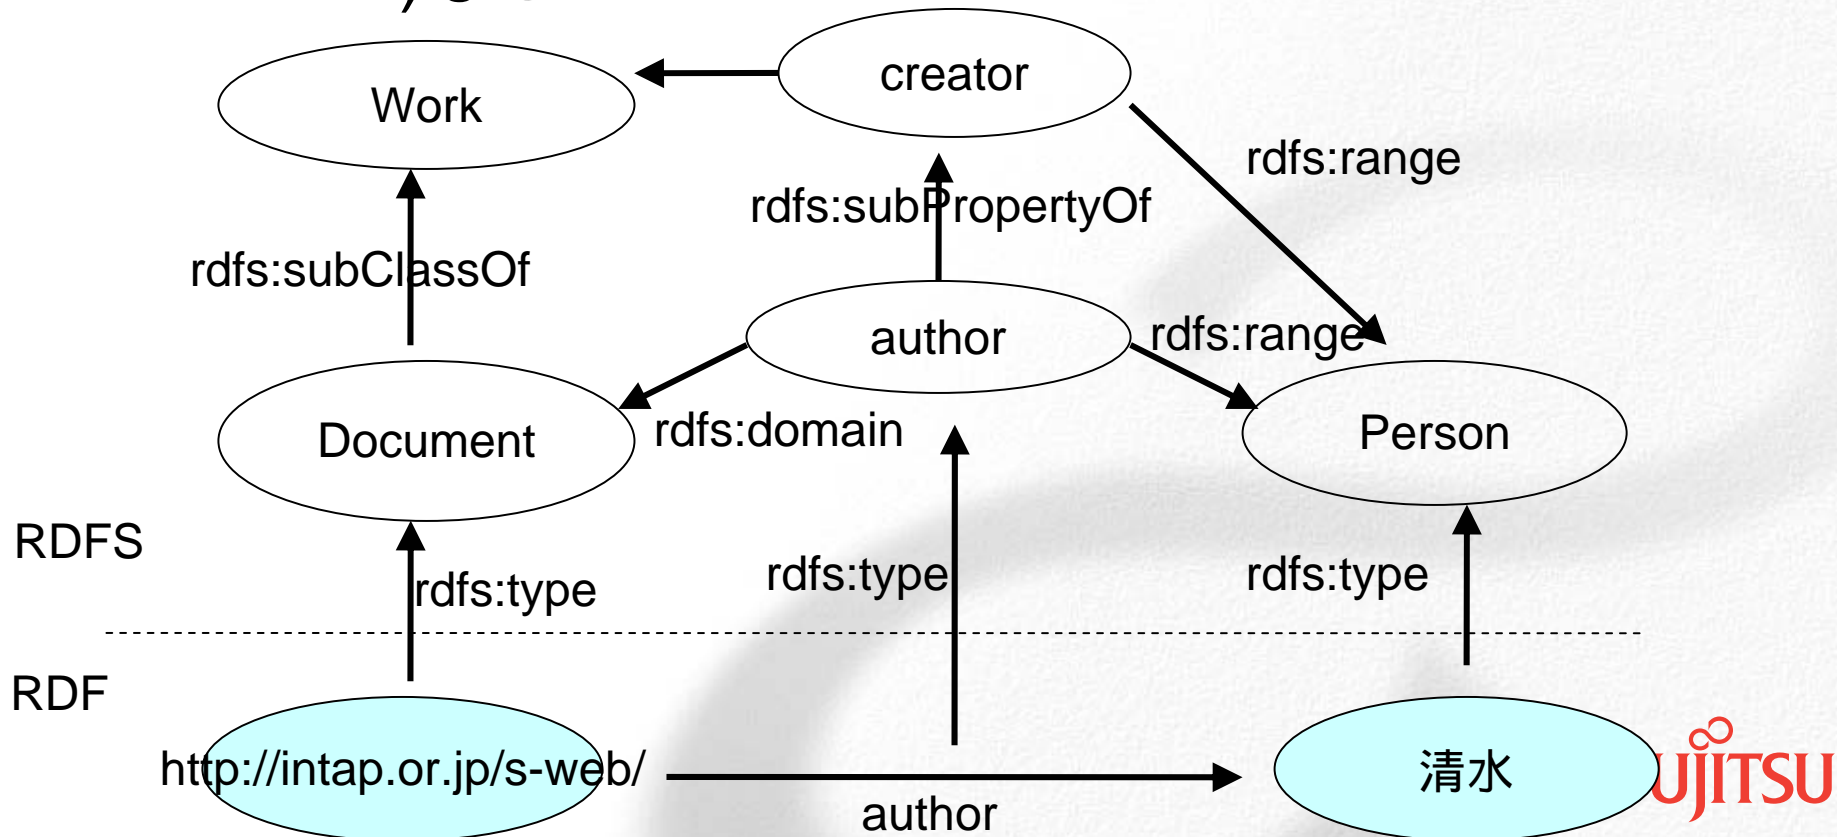 creator
Work
rdfs:range
rdfs:subPropertyOf
rdfs:subClassOf
author
rdfs:range
Document
rdfs:domain
Person
RDFS
rdfs:type
rdfs:type
rdfs:type
RDF
http://intap.or.jp/s-web/
author
清水
UJITSU